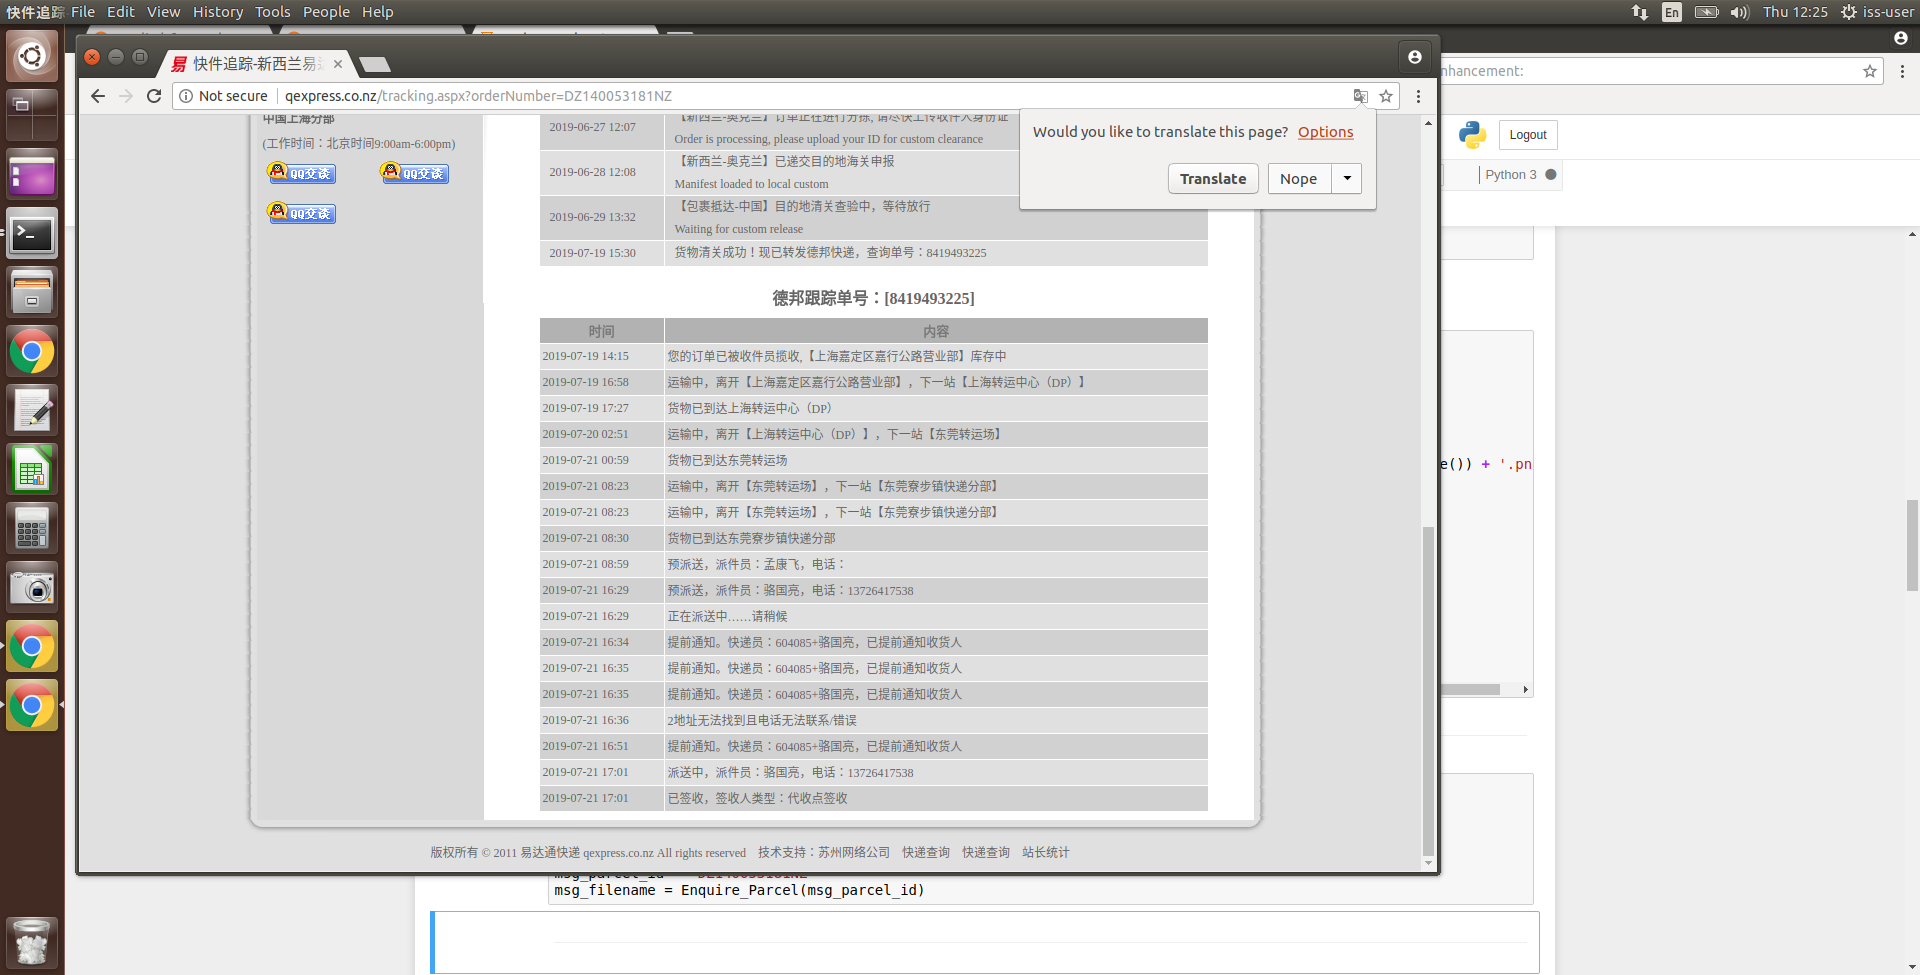 快件追踪 File Edit View History Tools People Help
En Thu 12:25 iss-user
快件追踪-新西兰易
Not secure qexpress.co.nz/tracking.aspx?orderNumber=DZ140053181NZ
nhancement:
Would you like to translate this page? Options
Translate Nope
Logout
Python 3
中国上海分部
(工作时间：北京时间9:00am-6:00pm)
QQ交谈 QQ交谈
QQ交谈
2019-06-27 12:07 【新西兰-奥克兰】订单正在进行分拣, 请尽快上传收件人身份证
Order is processing, please upload your ID for custom clearance
2019-06-28 12:08 【新西兰-奥克兰】已递交目的地海关申报
Manifest loaded to local custom
2019-06-29 13:32 【包裹抵达-中国】目的地清关查验中，等待放行
Waiting for custom release
2019-07-19 15:30 货物清关成功！现已转发德邦快递，查询单号：8419493225
德邦跟踪单号：[8419493225]
时间 内容
2019-07-19 14:15 您的订单已被收件员揽收,【上海嘉定区嘉行公路营业部】库存中
2019-07-19 16:58 运输中，离开【上海嘉定区嘉行公路营业部】，下一站【上海转运中心（DP）】
2019-07-19 17:27 货物已到达上海转运中心（DP）
2019-07-20 02:51 运输中，离开【上海转运中心（DP）】，下一站【东莞转运场】
2019-07-21 00:59 货物已到达东莞转运场
2019-07-21 08:23 运输中，离开【东莞转运场】，下一站【东莞寮步镇快递分部】
2019-07-21 08:23 运输中，离开【东莞转运场】，下一站【东莞寮步镇快递分部】
2019-07-21 08:30 货物已到达东莞寮步镇快递分部
2019-07-21 08:59 预派送，派件员：孟康飞，电话：
2019-07-21 16:29 预派送，派件员：骆国亮，电话：13726417538
2019-07-21 16:29 正在派送中……请稍候
2019-07-21 16:34 提前通知。快递员：604085+骆国亮，已提前通知收货人
2019-07-21 16:35 提前通知。快递员：604085+骆国亮，已提前通知收货人
2019-07-21 16:35 提前通知。快递员：604085+骆国亮，已提前通知收货人
2019-07-21 16:36 2地址无法找到且电话无法联系/错误
2019-07-21 16:51 提前通知。快递员：604085+骆国亮，已提前通知收货人
2019-07-21 17:01 派送中，派件员：骆国亮，电话：13726417538
2019-07-21 17:01 已签收，签收人类型：代收点签收
版权所有 © 2011 易达通快递 qexpress.co.nz All rights reserved 技术支持：苏州网络公司 快递查询 快递查询 站长统计
e()) + '.pn
msg_filename = Enquire_Parcel(msg_parcel_id)